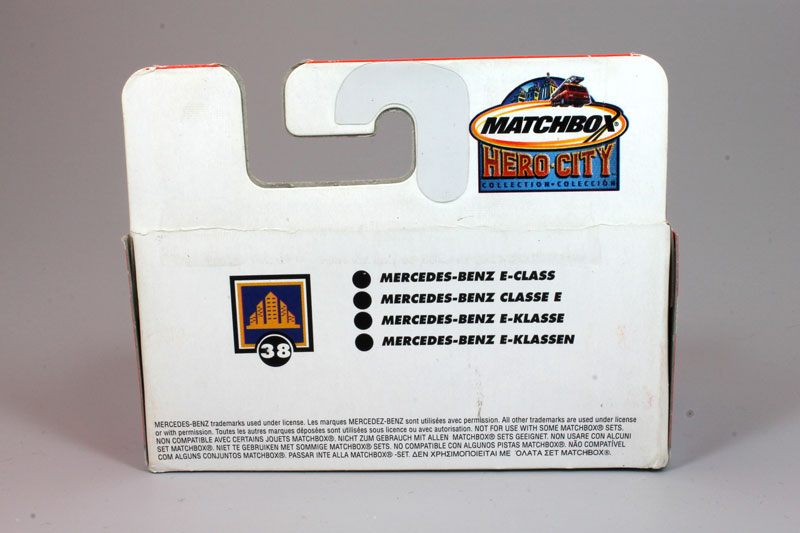 MATCHBOX®
HERO-CITY
COLLECTION•COLECCIÓN
MERCEDES-BENZ E-CLASS
MERCEDES-BENZ CLASSE E
MERCEDES-BENZ E-KLASSE
MERCEDES-BENZ E-KLASSEN
38
MERCEDES-BENZ trademarks used under license. Les marques MERCEDEZ-BENZ sont utilisées avec permission. All other trademarks are used under license
or with permission. Toutes les autres marques déposées sont utilisées sous licence ou avec autorisation. NOT FOR USE WITH SOME MATCHBOX® SETS.
NON COMPATIBLE AVEC CERTAINS JOUETS MATCHBOX®. NICHT ZUM GEBRAUCH MIT ALLEN MATCHBOX® SETS GEEIGNET. NON USARE CON ALCUNI
SET MATCHBOX®. NIET TE GEBRUIKEN MET SOMMIGE MATCHBOX® SETS. NO COMPATIBLE CON ALGUNOS PISTAS MATCHBOX®. NÃO COMPATÍVEL
COM ALGUNS CONJUNTOS MATCHBOX®. PASSAR INTE ALLA MATCHBOX® -SET. ΔΕΝ ΧΡΗΣΙΜΟΠΟΙΕΙΤΑΙ ΜΕ ΌΛΑΤΑ ΣΕΤ MATCHBOX®.